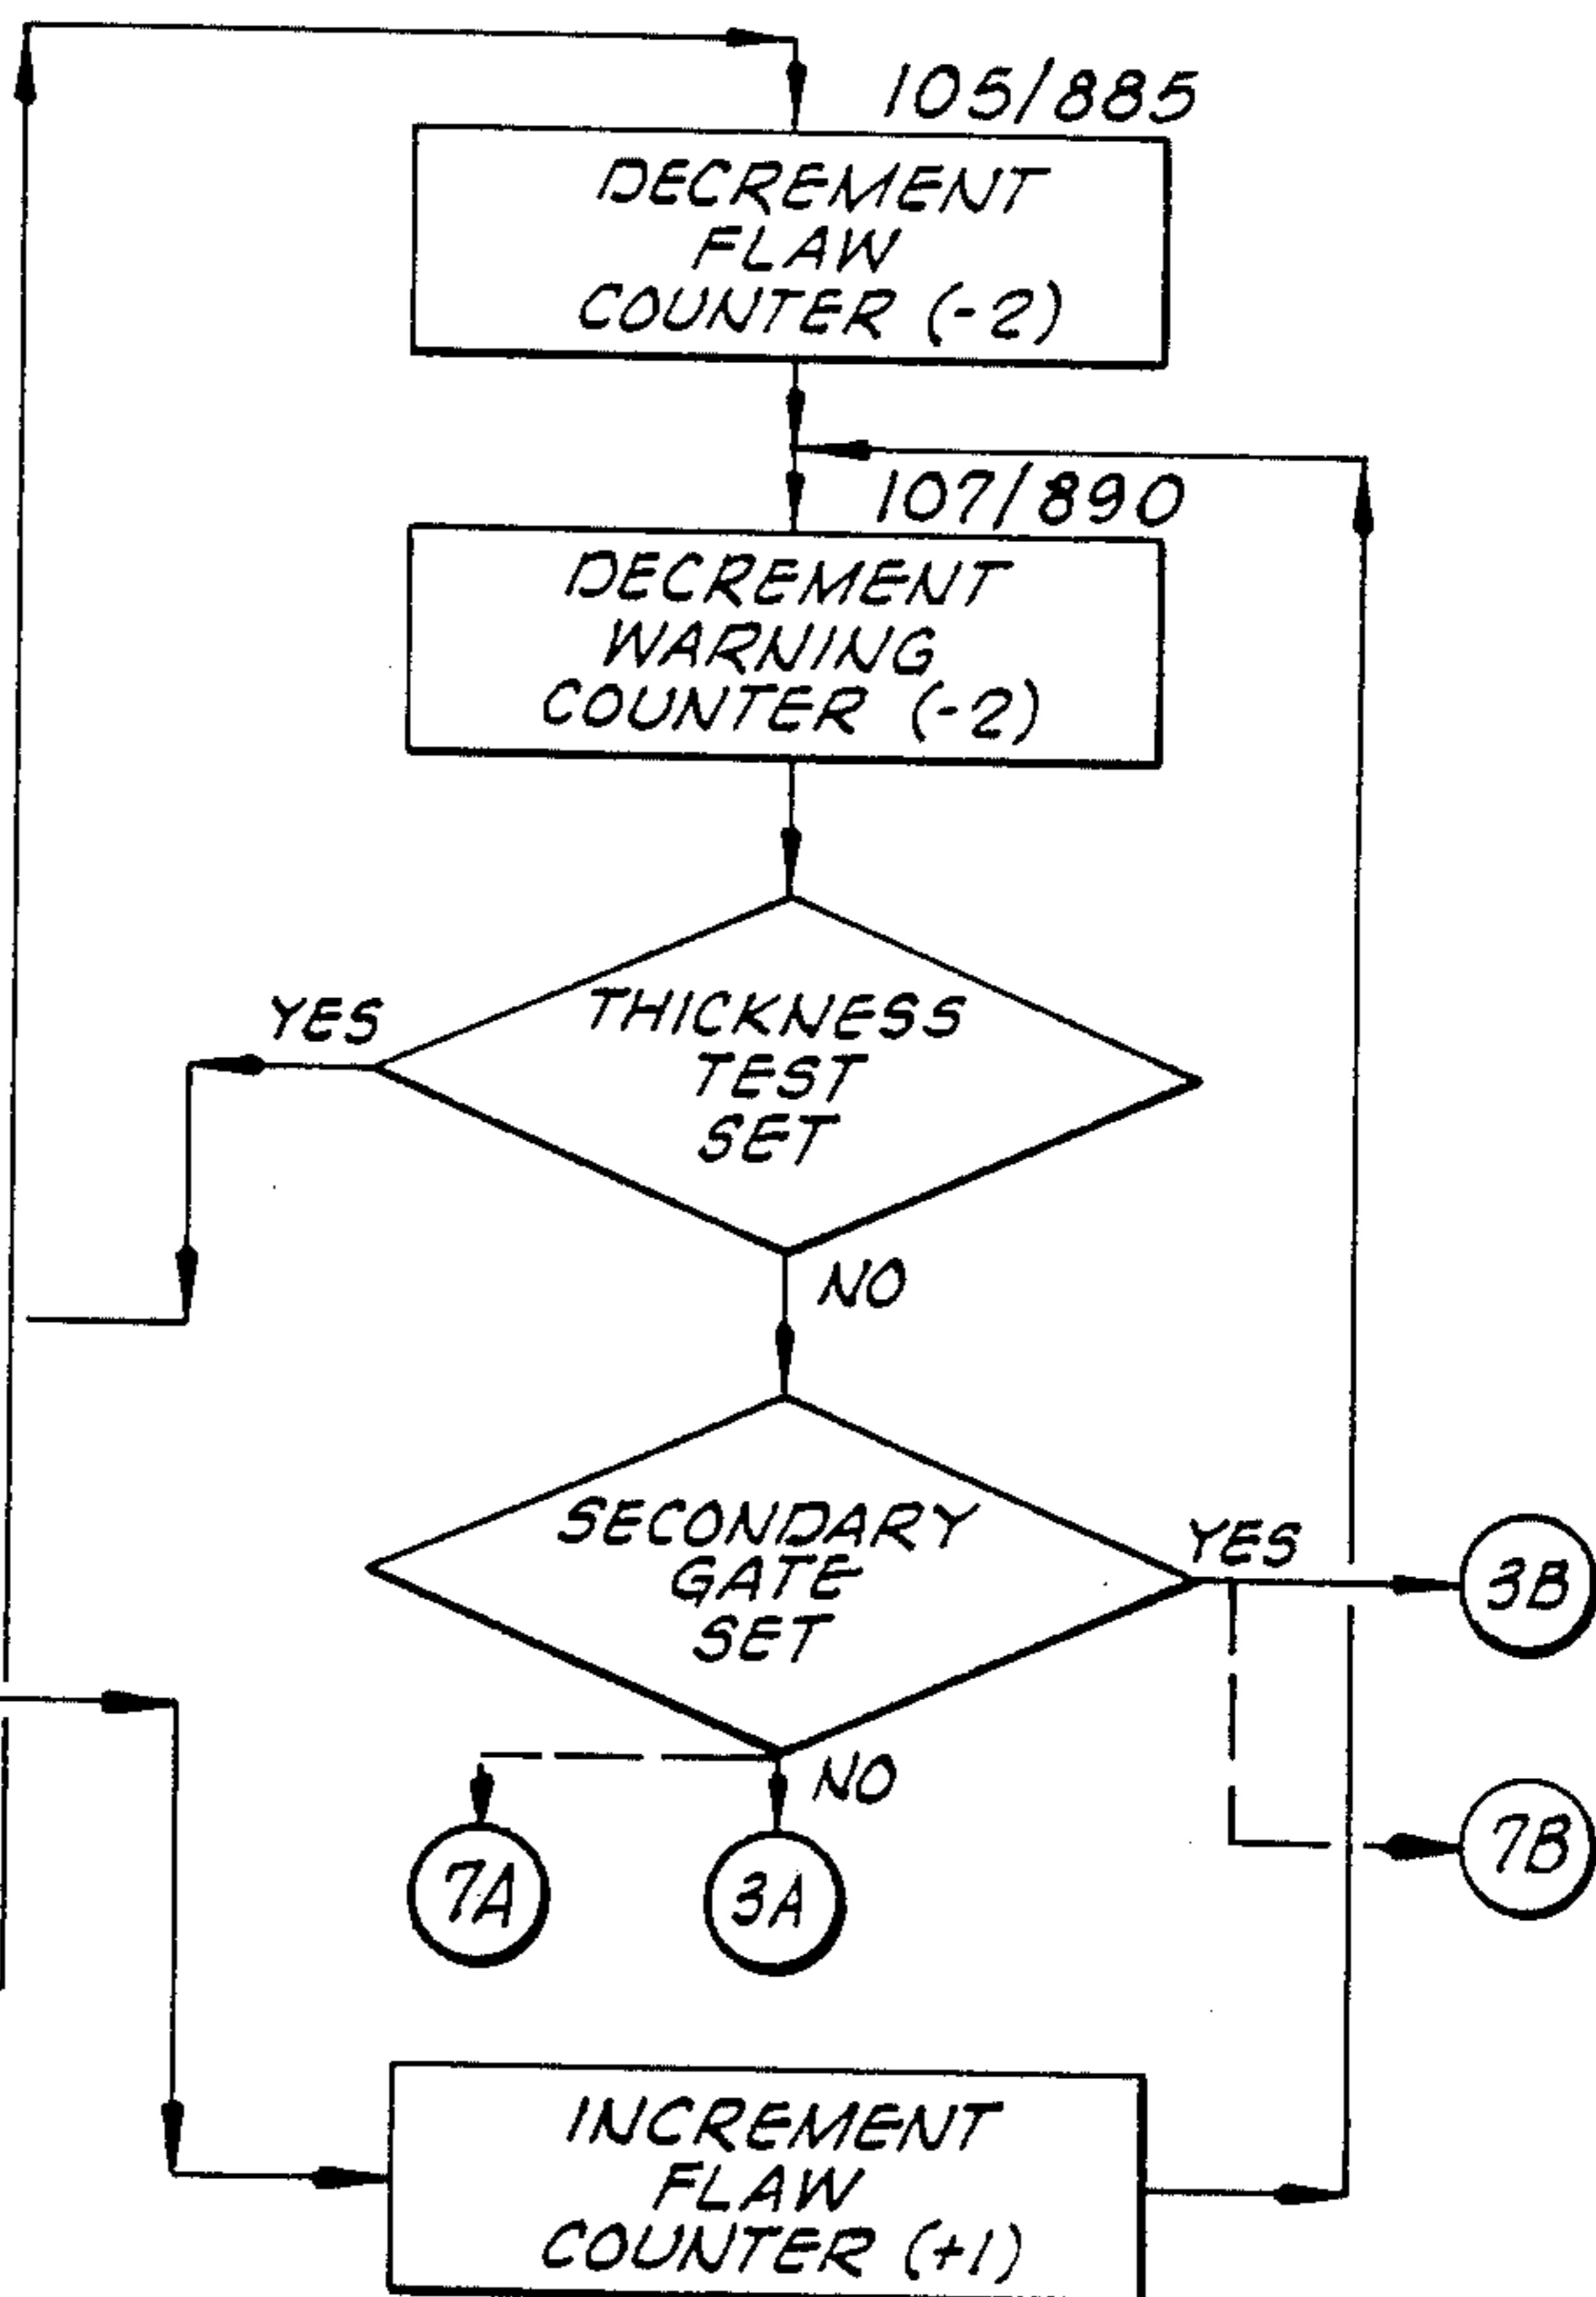 105/885
DECREMENT
FLAW
COUNTER (-2)
107/890
DECREMENT
WARNING
COUNTER (-2)
YES
THICKNESS
TEST
SET
NO
SECONDARY
GATE
SET
YES
3B
NO
7B
7A
3A
INCREMENT
FLAW
COUNTER (+1)